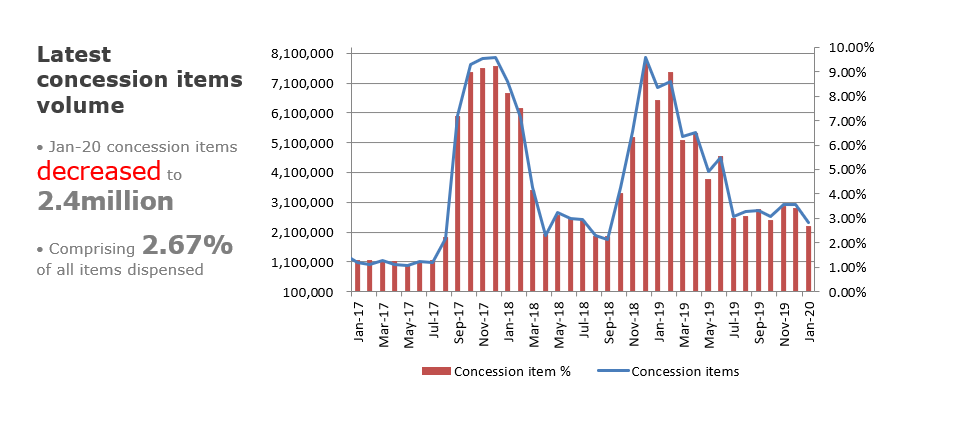 Latest
concession items
volume
• Jan-20 concession items
decreased to
2.4million
• Comprising 2.67%
of all items dispensed
8,100,000
7,100,000
6,100,000
5,100,000
4,100,000
3,100,000
2,100,000
1,100,000
100,000
10.00%
9.00%
8.00%
7.00%
6.00%
5.00%
4.00%
3.00%
2.00%
1.00%
0.00%
Jan-17
Mar-17
May-17
Jul-17
Sep-17
Nov-17
Jan-18
Mar-18
May-18
Jul-18
Sep-18
Nov-18
Jan-19
Mar-19
May-19
Jul-19
Sep-19
Nov-19
Jan-20
Concession item %
Concession items